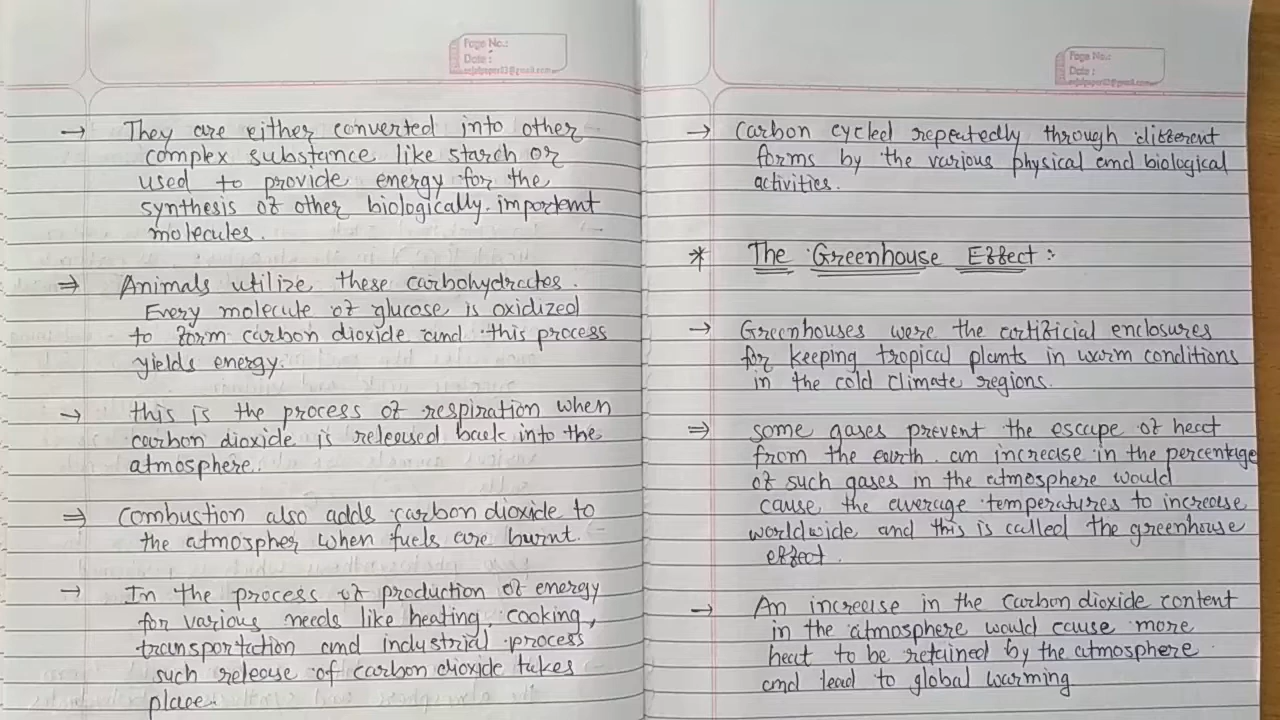 Page No.:
Date :
→ They are either converted into other
complex substance like starch or
used to provide energy for the
synthesis of other biologically important
molecules.
⇒ Animals utilize these carbohydrates.
Every molecule of glucose is oxidized
to form carbon dioxide and this process
yields energy.
→ this is the process of respiration when
carbon dioxide is released back into the
atmosphere.
⇒ Combustion also adds carbon dioxide to
the atmospher when fuels are burnt.
→ In the process of production of energy
for various needs like heating, cooking,
transportation and industrial process
such release of carbon dioxide takes
place.
Page No.:
Date :
→ Carbon cycled repeatedly through different
forms by the various physical and biological
activities.
* The Greenhouse Effect :
→ Greenhouses were the artificial enclosures
for keeping tropical plants in warm conditions
in the cold climate regions.
⇒ some gases prevent the escape of heat
from the earth. an increase in the percentage
of such gases in the atmosphere would
cause the average temperatures to increase
worldwide and this is called the greenhouse
effect.
→ An increase in the Carbon dioxide content
in the atmosphere would cause more
heat to be retained by the atmosphere
and lead to global warming